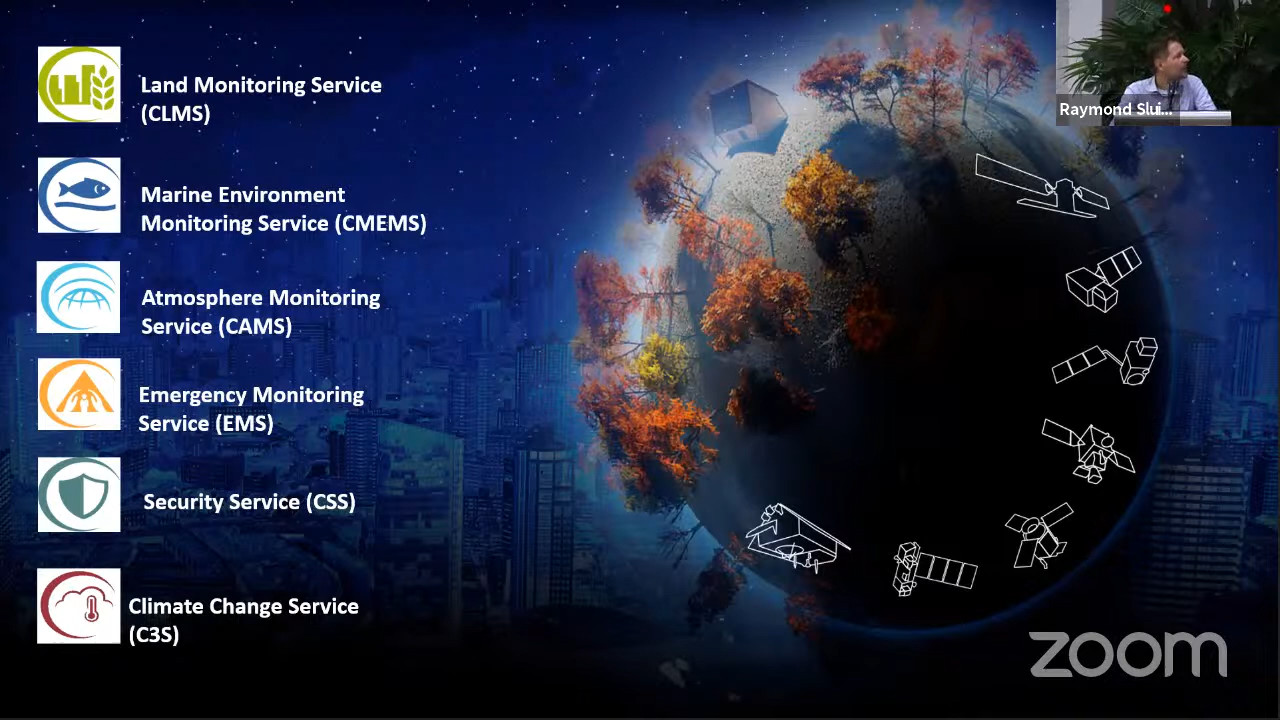 Land Monitoring Service
(CLMS)
Marine Environment
Monitoring Service (CMEMS)
Atmosphere Monitoring
Service (CAMS)
Emergency Monitoring
Service (EMS)
Security Service (CSS)
Climate Change Service
(C3S)
Raymond Slui...
zoom